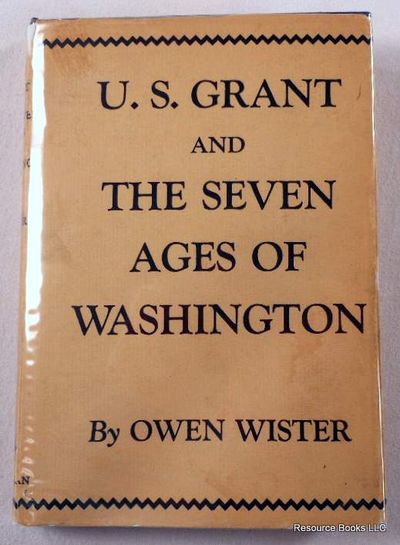 U. S. GRANT
AND
THE SEVEN
AGES OF
WASHINGTON
By OWEN WISTER
Resource Books LLC